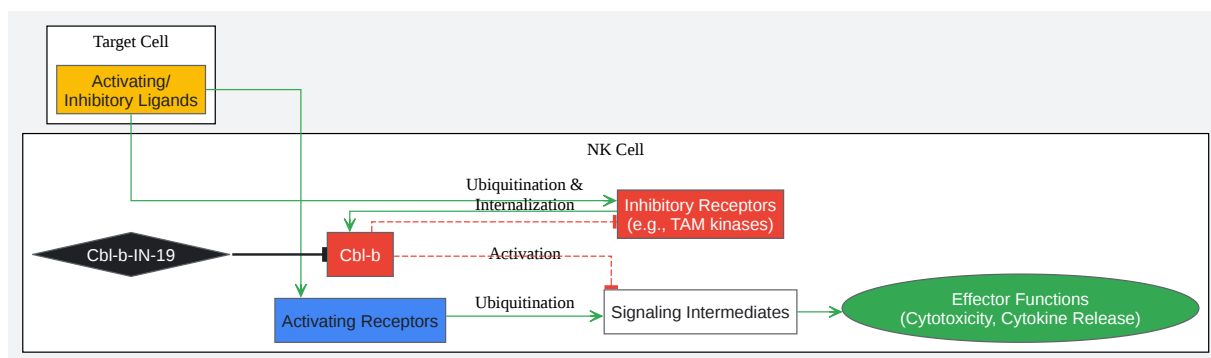 Target Cell
Activating/
Inhibitory Ligands
NK Cell
Ubiquitination &
Internalization
Inhibitory Receptors
(e.g., TAM kinases)
Cbl-b-IN-19
Cbl-b
Activation
Activating Receptors
Ubiquitination
Signaling Intermediates
Effector Functions
(Cytotoxicity, Cytokine Release)